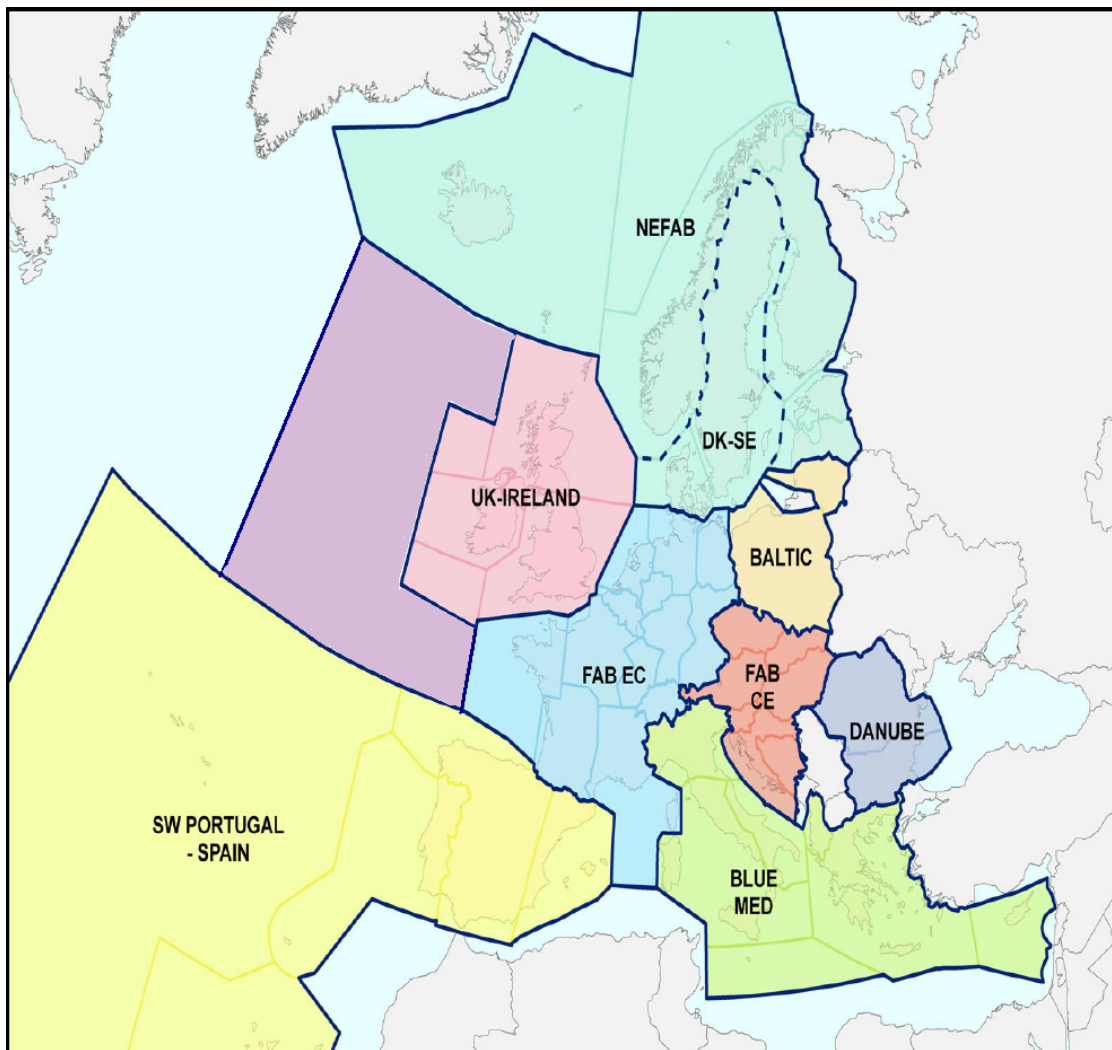 NEFAB
DK-SE
UK-IRELAND
BALTIC
FAB EC
FAB
CE
DANUBE
SW PORTUGAL
- SPAIN
BLUE
MED